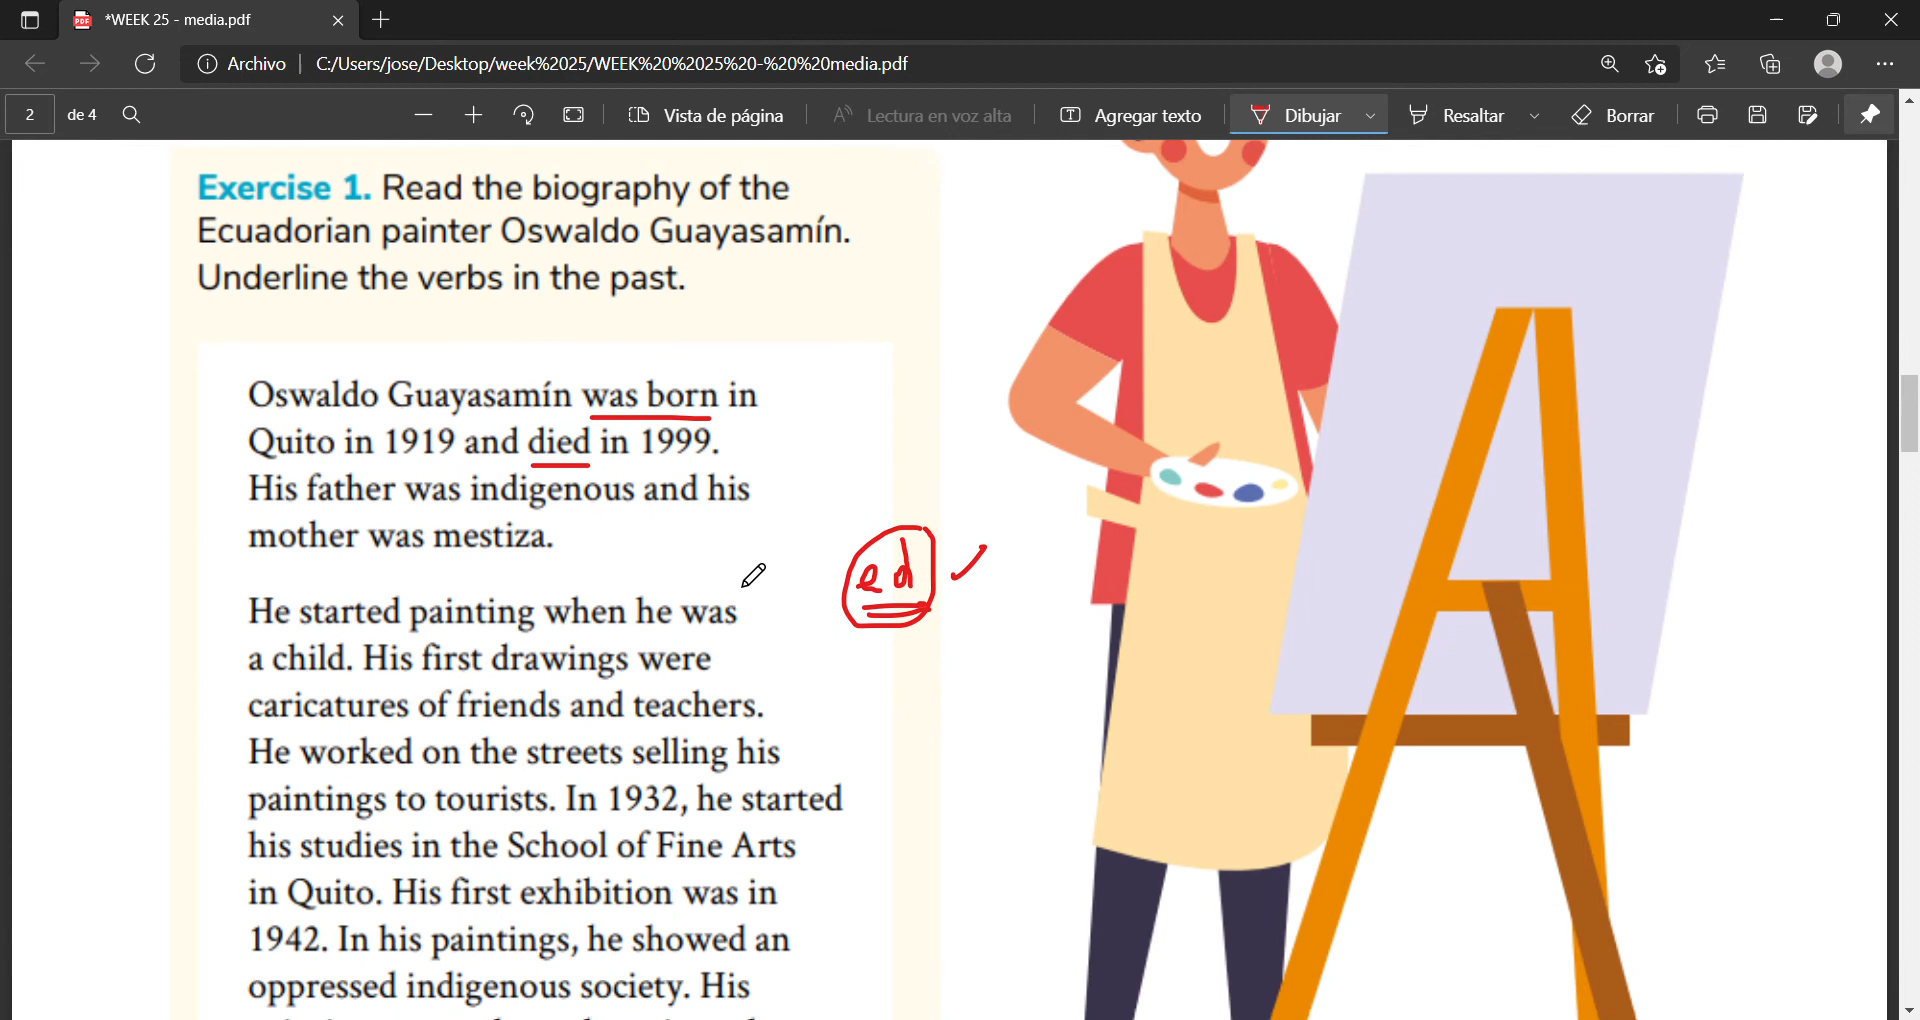 *WEEK 25 - media.pdf
Archivo
C:/Users/jose/Desktop/week%2025/WEEK%20%2025%20-%20%20media.pdf
2 de 4
Vista de página
Lectura en voz alta
Agregar texto
Dibujar
Resaltar
Borrar
Exercise 1. Read the biography of the
Ecuadorian painter Oswaldo Guayasamín.
Underline the verbs in the past.
Oswaldo Guayasamín was born in
Quito in 1919 and died in 1999.
His father was indigenous and his
mother was mestiza.
ed
He started painting when he was
a child. His first drawings were
caricatures of friends and teachers.
He worked on the streets selling his
paintings to tourists. In 1932, he started
his studies in the School of Fine Arts
in Quito. His first exhibition was in
1942. In his paintings, he showed an
oppressed indigenous society. His